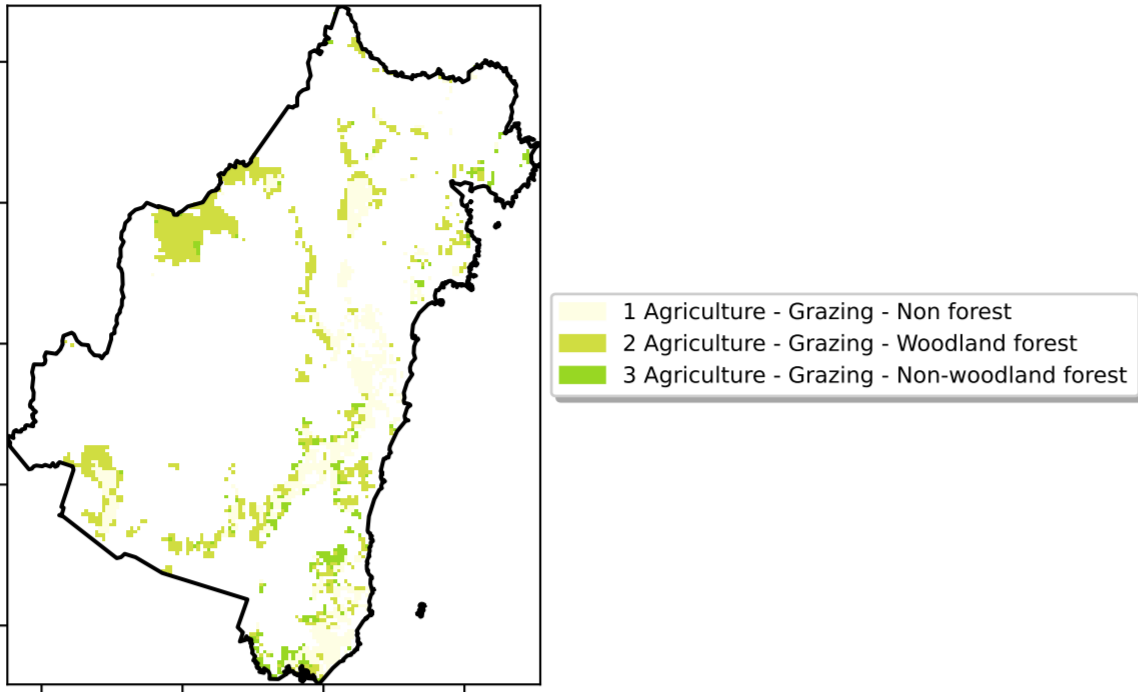 1 Agriculture - Grazing - Non forest
2 Agriculture - Grazing - Woodland forest
3 Agriculture - Grazing - Non-woodland forest